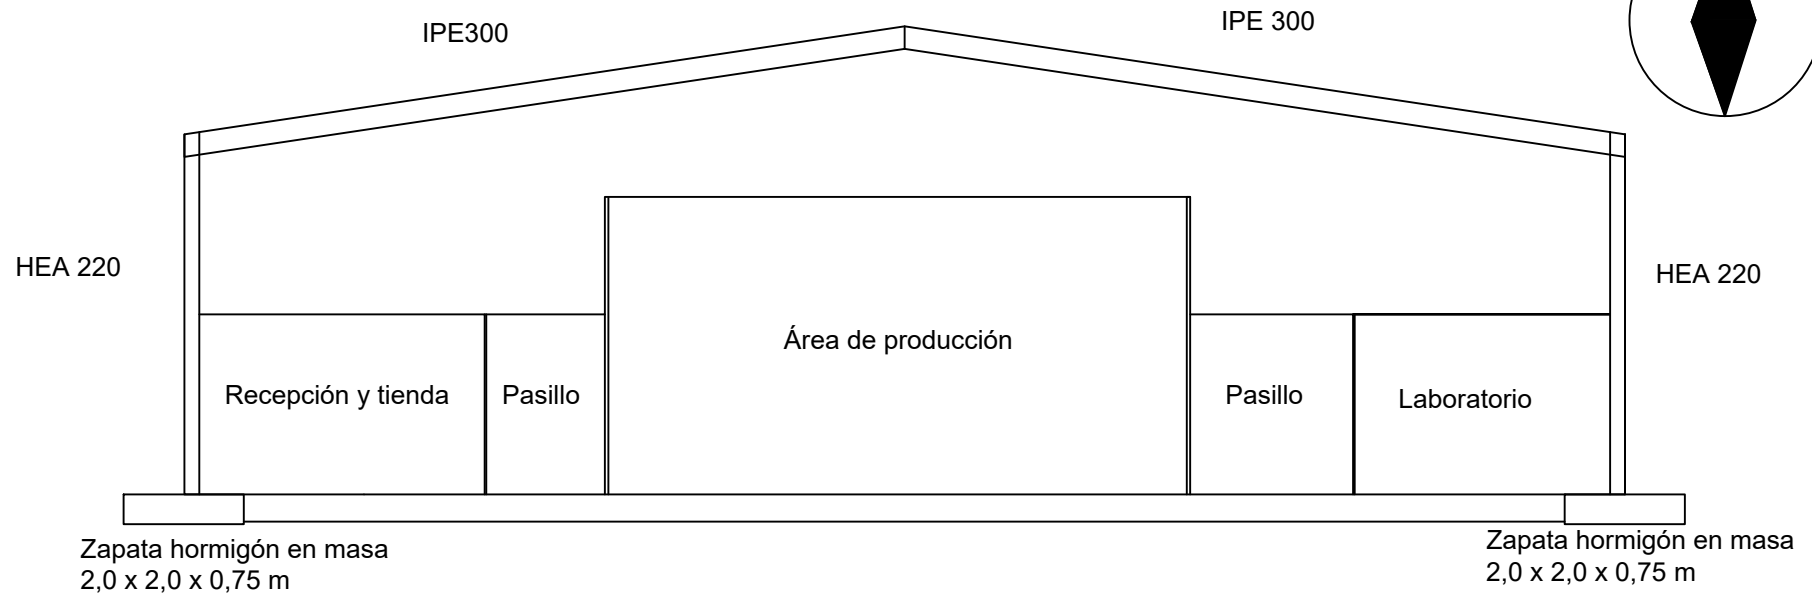 IPE300
IPE 300
HEA 220
HEA 220
Área de producción
Recepción y tienda
Pasillo
Pasillo
Laboratorio
Zapata hormigón en masa
2,0 x 2,0 x 0,75 m
Zapata hormigón en masa
2,0 x 2,0 x 0,75 m